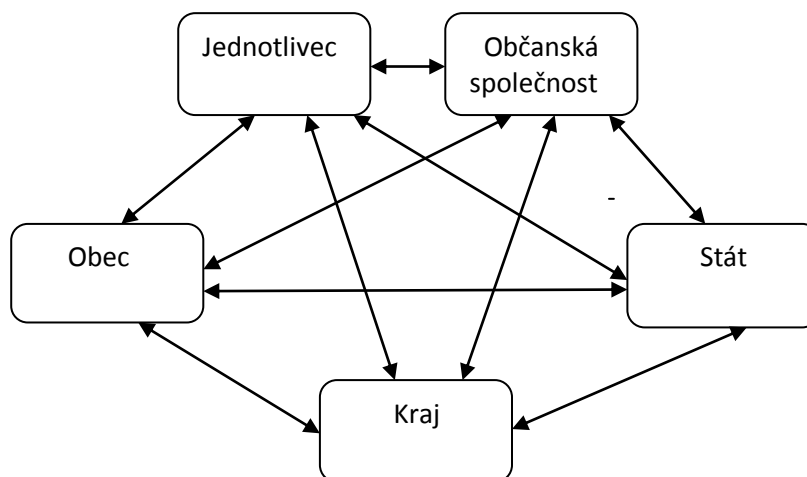 Jednotlivec
Občanská
společnost
-
Obec
Stát
Kraj